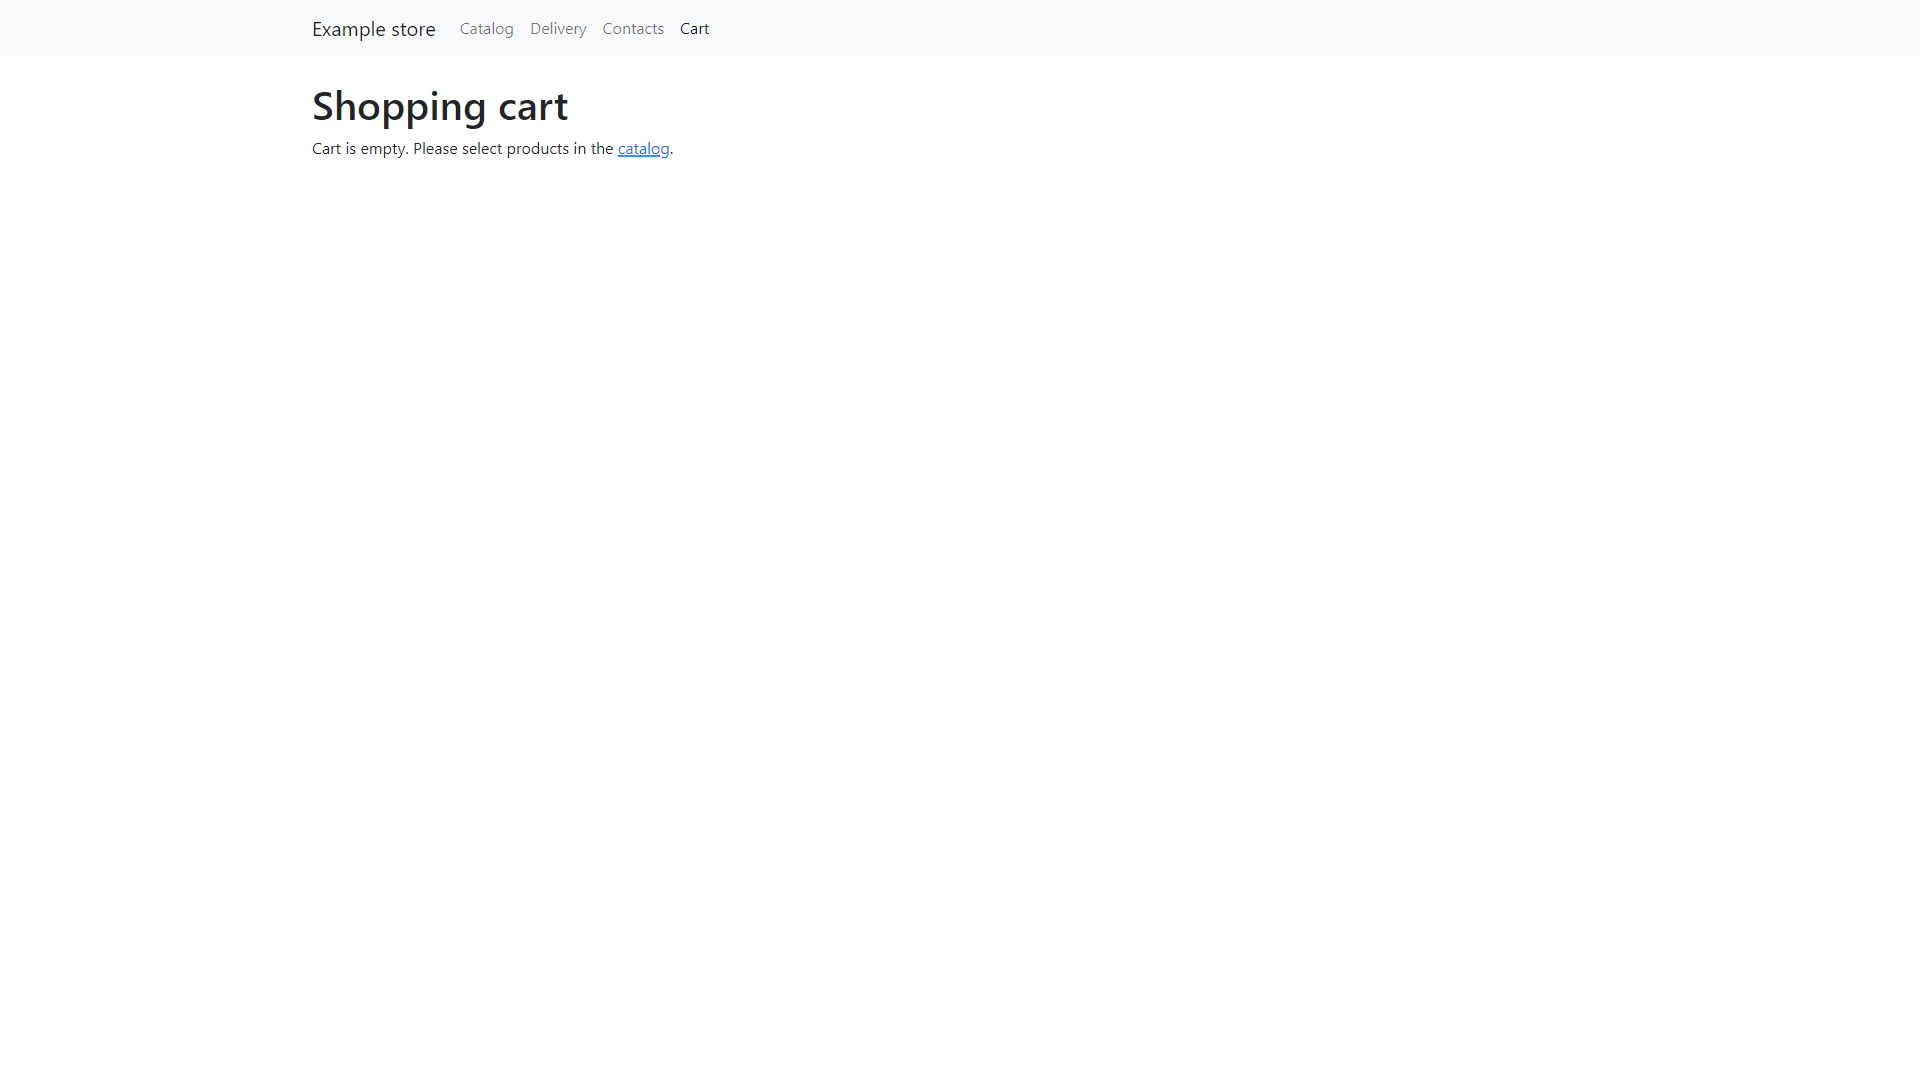 Example store Catalog Delivery Contacts Cart
Shopping cart
Cart is empty. Please select products in the catalog.